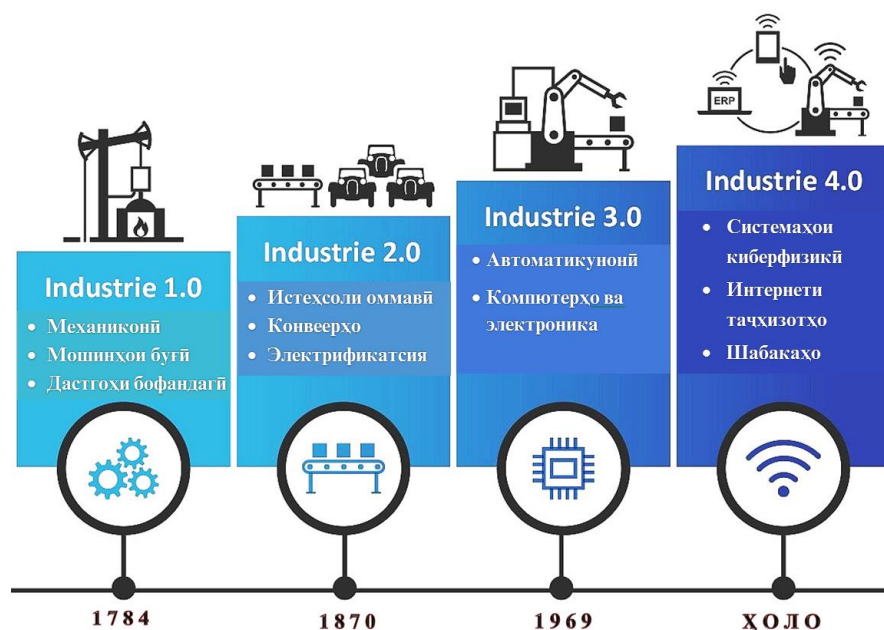 ERP
Industrie 1.0
• Механиконӣ
• Мошинҳои буғӣ
• Дастгоҳи бофандагӣ
Industrie 2.0
• Истеҳсоли оммавӣ
• Конвеерҳо
• Электрификатсия
Industrie 3.0
• Автоматикунонӣ
• Компютерҳо ва
электроника
Industrie 4.0
• Системаҳои
киберфизикӣ
• Интернети
таҷҳизотҳо
• Шабакаҳо
1784
1870
1969
ҲОЛО